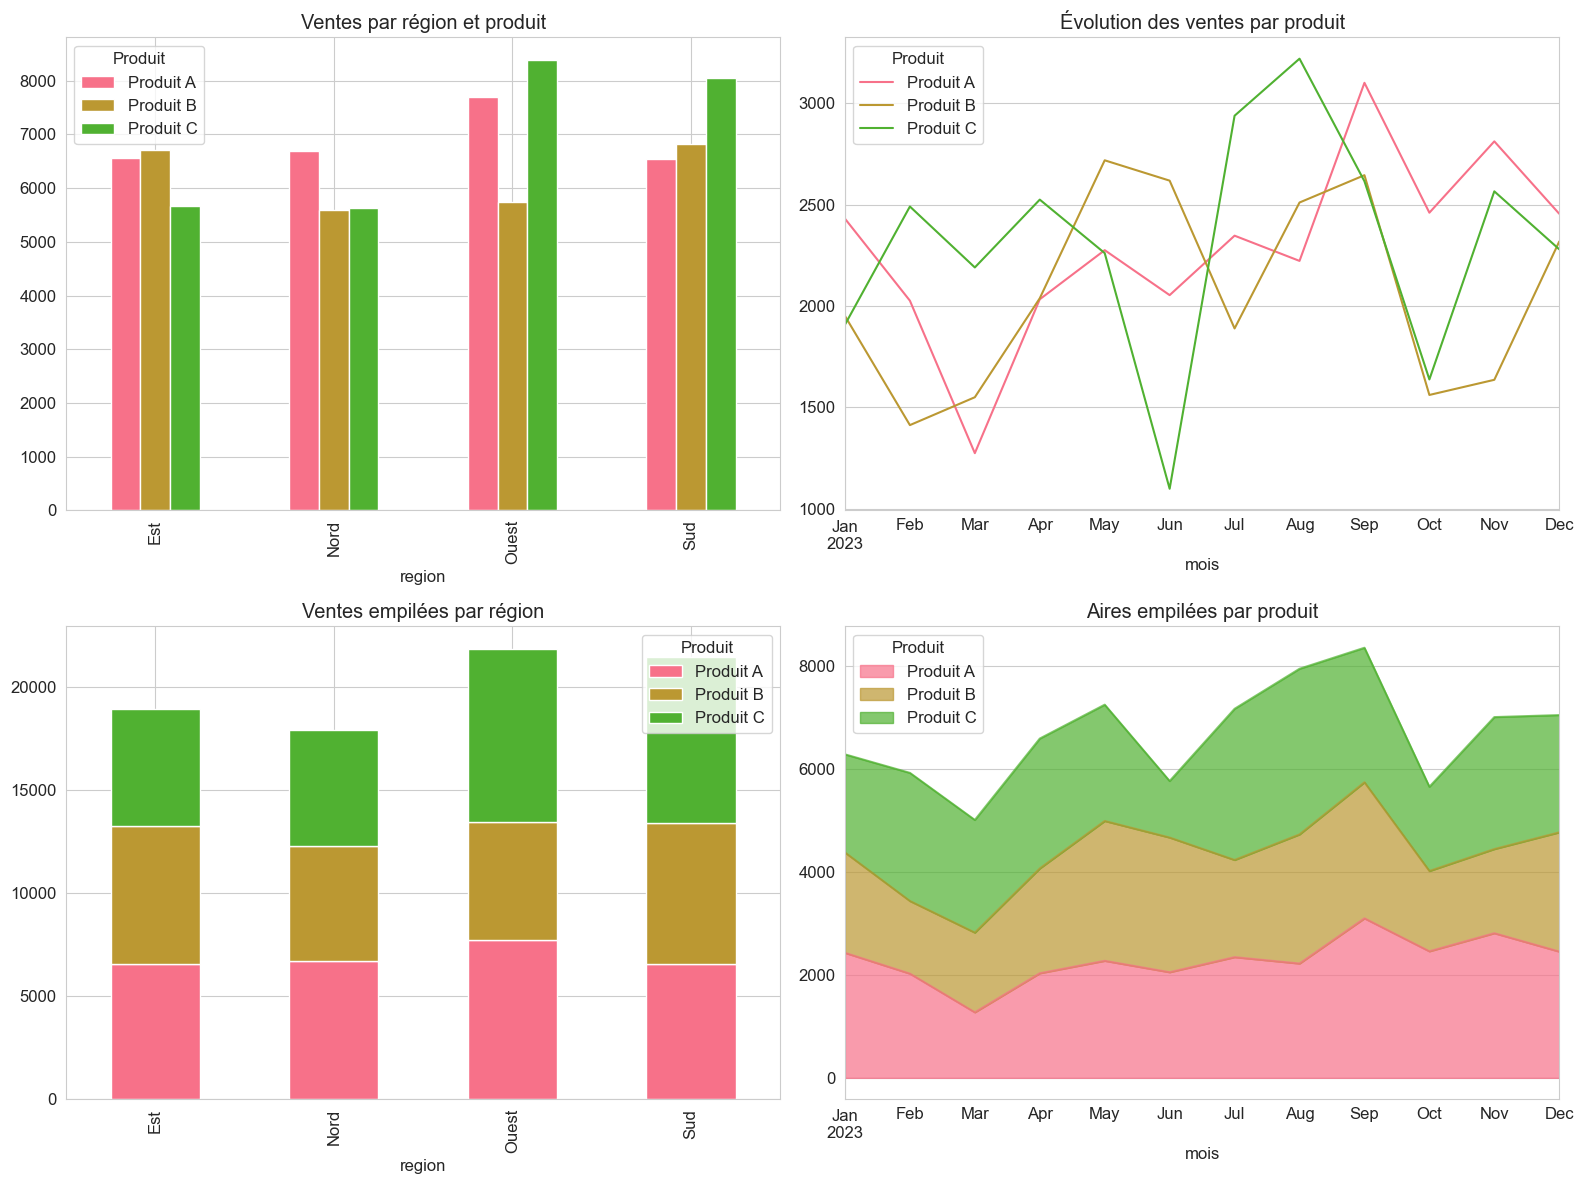 Ventes par région et produit
Produit
Produit A
Produit B
Produit C
8000
7000
6000
5000
4000
3000
2000
1000
0
Est
Nord
Ouest
Sud
region
Évolution des ventes par produit
Produit
Produit A
Produit B
Produit C
3000
2500
2000
1500
1000
Jan Feb Mar Apr May Jun Jul Aug Sep Oct Nov Dec
2023
mois
Ventes empilées par région
Produit
Produit A
Produit B
Produit C
20000
15000
10000
5000
0
Est
Nord
Ouest
Sud
region
Aires empilées par produit
Produit
Produit A
Produit B
Produit C
8000
6000
4000
2000
0
Jan Feb Mar Apr May Jun Jul Aug Sep Oct Nov Dec
2023
mois